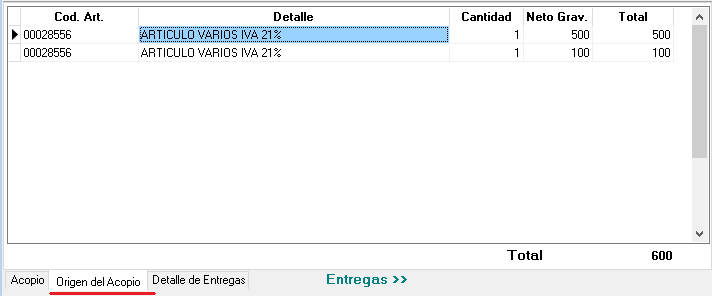 Cod. Art. Detalle Cantidad Neto Grav. Total
00028556 ARTICULO VARIOS IVA 21% 1 500 500
00028556 ARTICULO VARIOS IVA 21% 1 100 100
Total 600
Acopio Origen del Acopio Detalle de Entregas Entregas >>